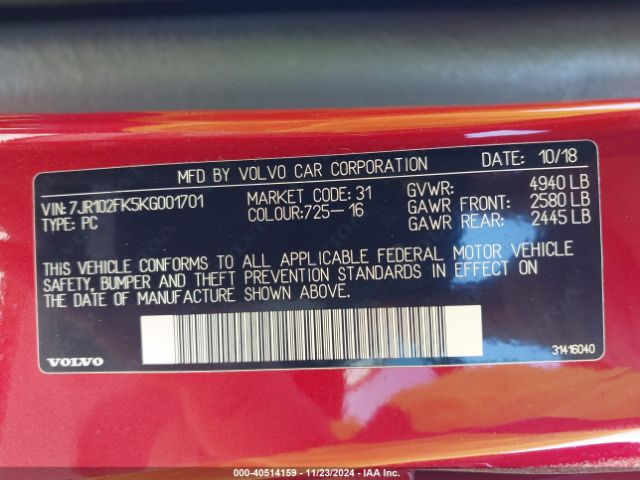 MFD BY VOLVO CAR CORPORATION DATE: 10/18
VIN:7JR102FK5KG001701 MARKET CODE: 31 GVWR: 4940 LB
TYPE: PC COLOUR:725-16 GAWR FRONT: 2580 LB
GAWR REAR: 2445 LB
THIS VEHICLE CONFORMS TO ALL APPLICABLE FEDERAL MOTOR VEHICLE
SAFETY, BUMPER AND THEFT PREVENTION STANDARDS IN EFFECT ON
THE DATE OF MANUFACTURE SHOWN ABOVE.
VOLVO 31416040
000-40514159 - 11/23/2024 - IAA Inc.